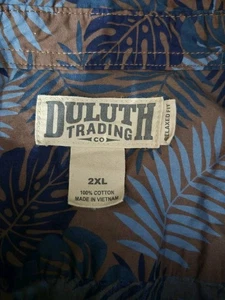 DULUTH
TRADING
CO
RELAXED FIT
2XL
100% COTTON
MADE IN VIETNAM